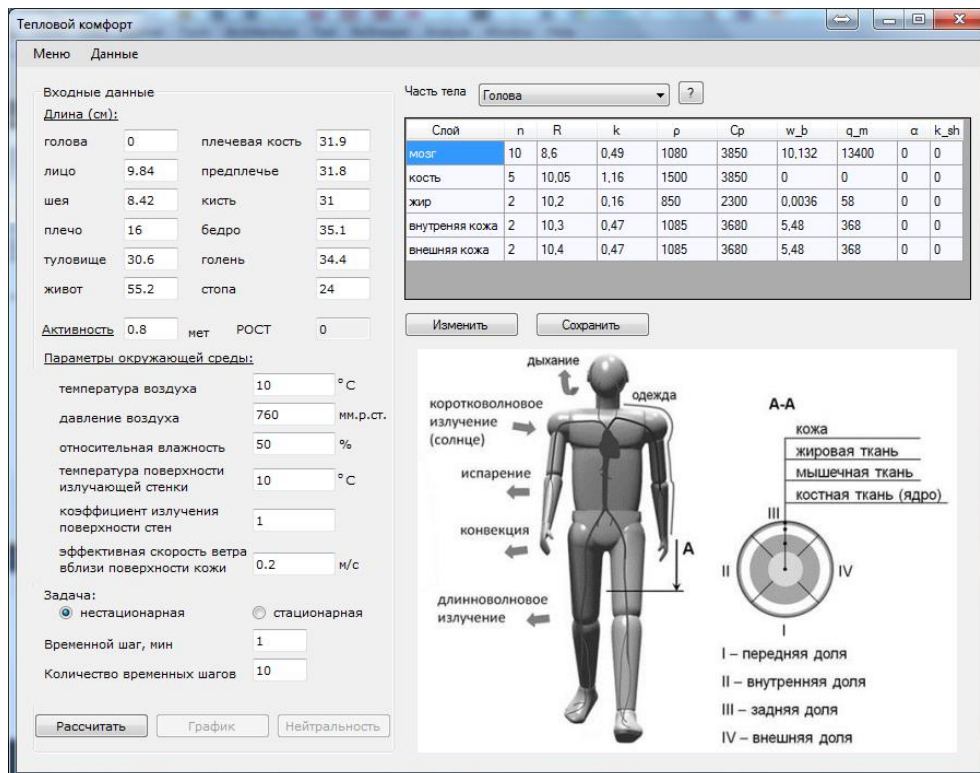 Тепловой комфорт
Меню Данные
Входные данные
Длина (см):
голова 0 плечевая кость 31.9
лицо 9.84 предплечье 31.8
шея 8.42 кисть 31
плечо 16 бедро 35.1
туловище 30.6 голень 34.4
живот 55.2 стопа 24
Активность 0.8 мет РОСТ 0
Параметры окружающей среды:
температура воздуха 10 °C
давление воздуха 760 мм.р.ст.
относительная влажность 50 %
температура поверхности
излучающей стенки 10 °C
коэффициент излучения
поверхности стен 1
эффективная скорость ветра
вблизи поверхности кожи 0.2 м/с
Задача:
нестационарная стационарная
Временной шаг, мин 1
Количество временных шагов 10
Рассчитать График Нейтральность
Часть тела Голова ?
Слой n R k ρ Cp w_b q_m α k_sh
мозг 10 8,6 0,49 1080 3850 10,132 13400 0 0
кость 5 10,05 1,16 1500 3850 0 0 0 0
жир 2 10,2 0,16 850 2300 0,0036 58 0 0
внутреняя кожа 2 10,3 0,47 1085 3680 5,48 368 0 0
внешняя кожа 2 10,4 0,47 1085 3680 5,48 368 0 0
Изменить Сохранить
дыхание
одежда
коротковолновое
излучение
(солнце)
испарение
конвекция
длинноволновое
излучение
A
A-A
кожа
жировая ткань
мышечная ткань
костная ткань (ядро)
III
II IV
I
I – передняя доля
II – внутренняя доля
III – задняя доля
IV – внешняя доля